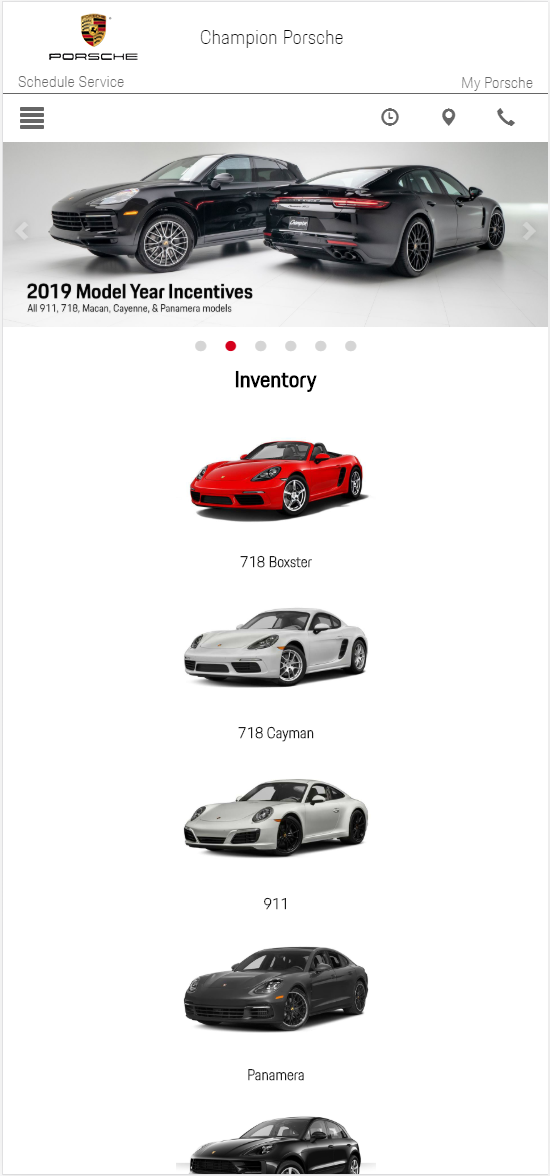 PORSCHE
Champion Porsche
Schedule Service
My Porsche
Champion
2019 Model Year Incentives
All 911, 718, Macan, Cayenne, & Panamera models
Inventory
718 Boxster
718 Cayman
911
Panamera